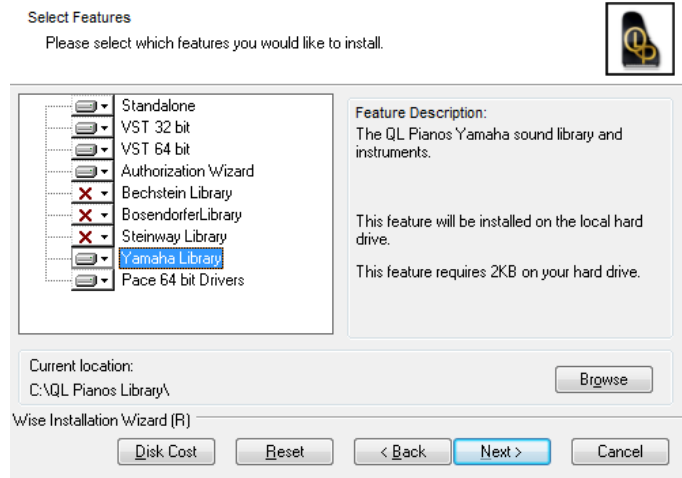 Select Features
Please select which features you would like to install.
QP
Standalone
VST 32 bit
VST 64 bit
Authorization Wizard
Bechstein Library
BosendorferLibrary
Steinway Library
Yamaha Library
Pace 64 bit Drivers
Feature Description:
The QL Pianos Yamaha sound library and
instruments.
This feature will be installed on the local hard
drive.
This feature requires 2KB on your hard drive.
Current location:
C:\QL Pianos Library\
Browse
Wise Installation Wizard (R)
Disk Cost
Reset
< Back
Next >
Cancel